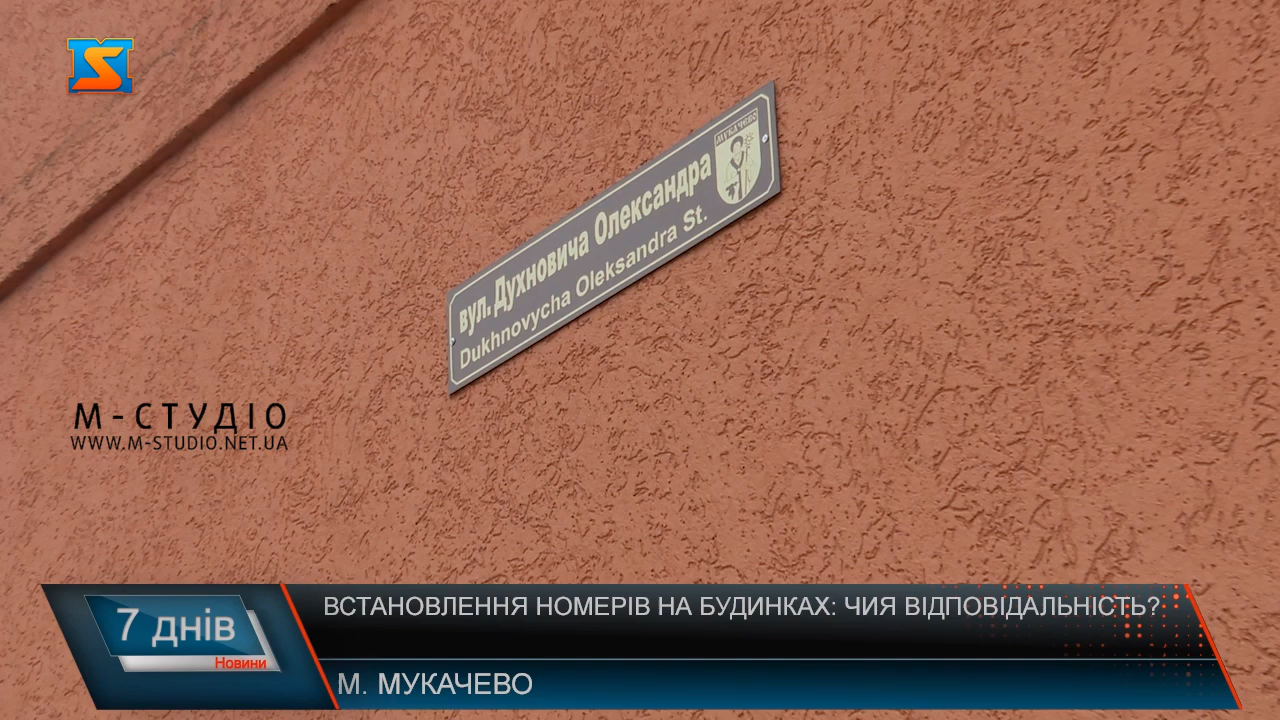 МУКАЧЕВО
вул. Духновича Олександра
Dukhnovycha Oleksandra St.
М-СТУДІО
WWW.M-STUDIO.NET.UA
7 днів
Новини
ВСТАНОВЛЕННЯ НОМЕРІВ НА БУДИНКАХ: ЧИЯ ВІДПОВІДАЛЬНІСТЬ?
М. МУКАЧЕВО